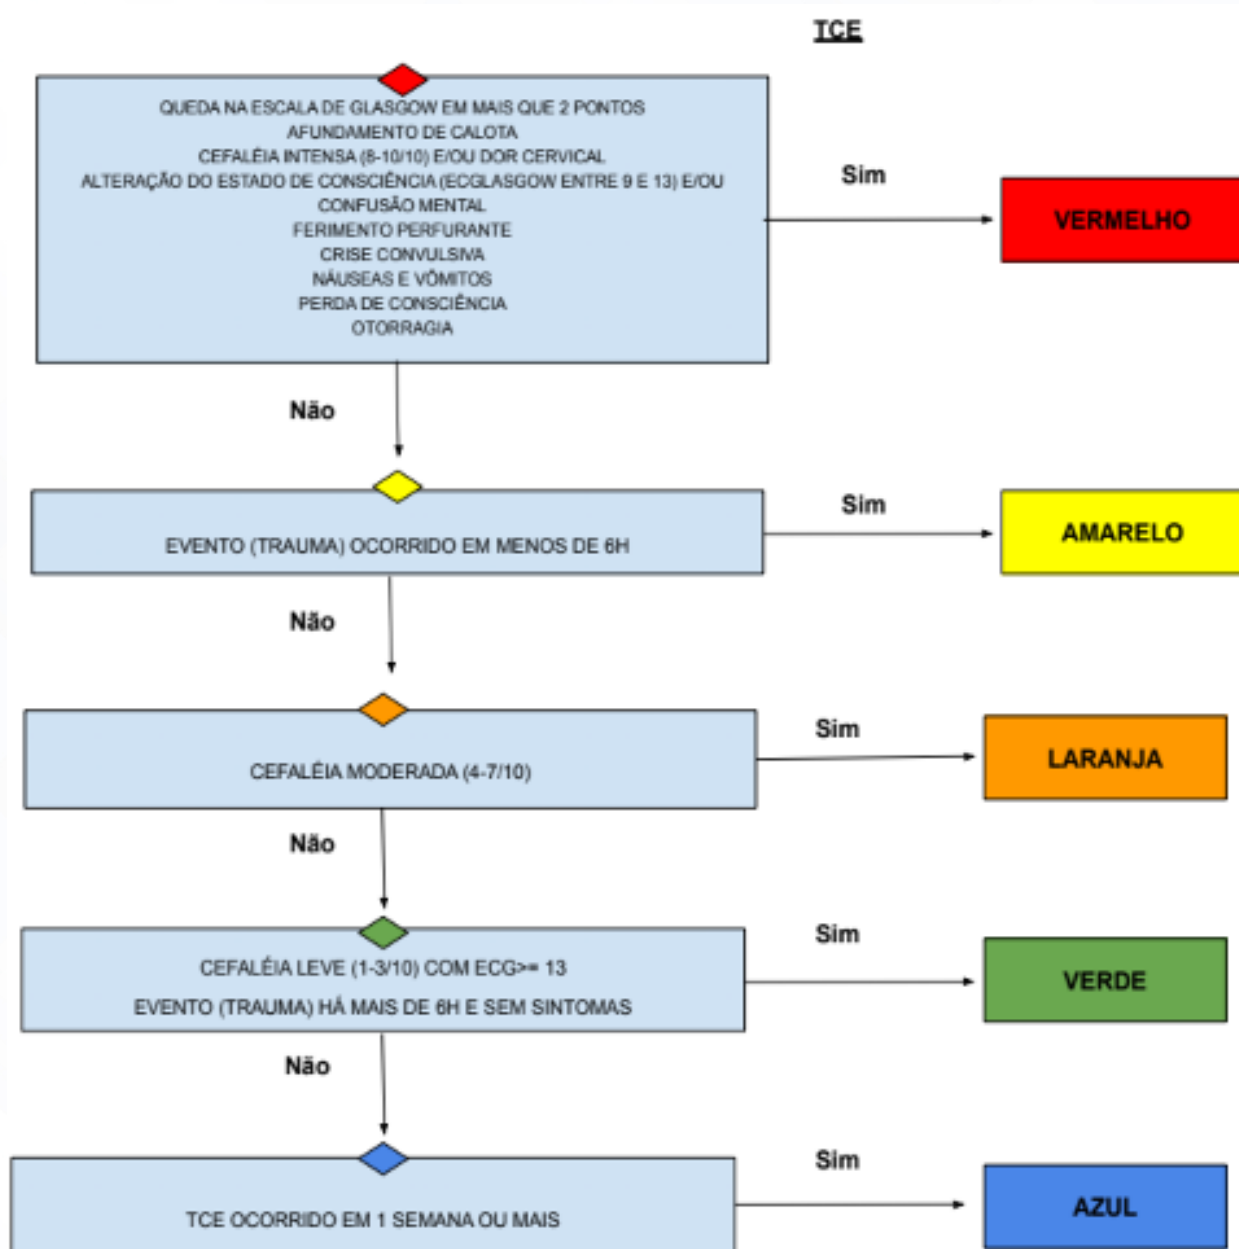 TCE
QUEDA NA ESCALA DE GLASGOW EM MAIS QUE 2 PONTOS
AFUNDAMENTO DE CALOTA
CEFALÉIA INTENSA (8-10/10) E/OU DOR CERVICAL
ALTERAÇÃO DO ESTADO DE CONSCIÊNCIA (ECGLASGOW ENTRE 9 E 13) E/OU
CONFUSÃO MENTAL
FERIMENTO PERFURANTE
CRISE CONVULSIVA
NÁUSEAS E VÔMITOS
PERDA DE CONSCIÊNCIA
OTORRAGIA
Sim
VERMELHO
Não
EVENTO (TRAUMA) OCORRIDO EM MENOS DE 6H
Sim
AMARELO
Não
CEFALÉIA MODERADA (4-7/10)
Sim
LARANJA
Não
CEFALÉIA LEVE (1-3/10) COM ECG>= 13
EVENTO (TRAUMA) HÁ MAIS DE 6H E SEM SINTOMAS
Sim
VERDE
Não
TCE OCORRIDO EM 1 SEMANA OU MAIS
Sim
AZUL